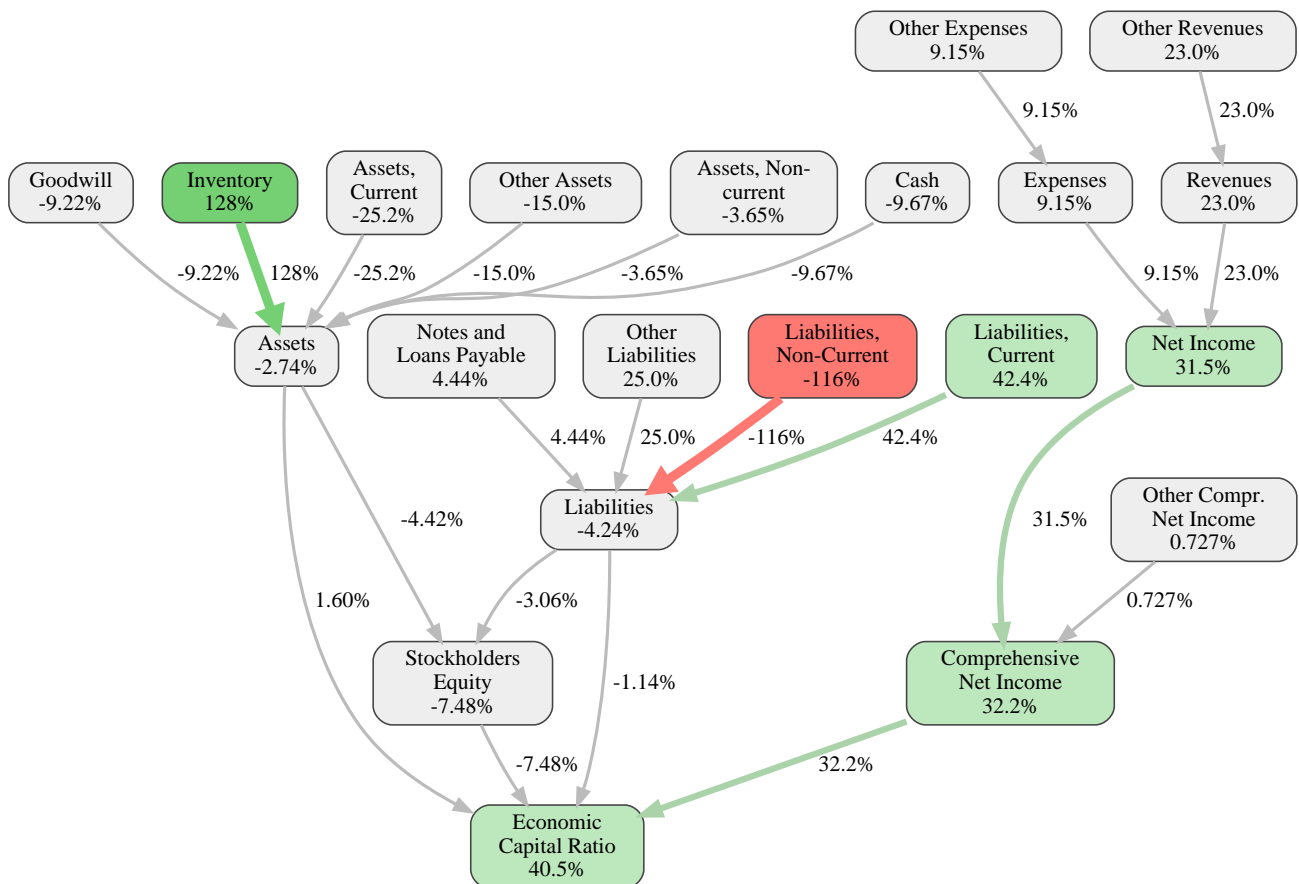 Other Expenses
9.15%
Other Revenues
23.0%
9.15%
23.0%
Goodwill
-9.22%
Inventory
128%
Assets,
Current
-25.2%
Other Assets
-15.0%
Assets, Non-
current
-3.65%
Cash
-9.67%
Expenses
9.15%
Revenues
23.0%
-9.22%
128%
-25.2%
-15.0%
-3.65%
-9.67%
9.15%
23.0%
Assets
-2.74%
Notes and
Loans Payable
4.44%
Other
Liabilities
25.0%
Liabilities,
Non-Current
-116%
Liabilities,
Current
42.4%
Net Income
31.5%
4.44%
25.0%
-116%
42.4%
Liabilities
-4.24%
-4.42%
31.5%
Other Compr.
Net Income
0.727%
1.60%
-3.06%
0.727%
Stockholders
Equity
-7.48%
-1.14%
Comprehensive
Net Income
32.2%
-7.48%
32.2%
Economic
Capital Ratio
40.5%